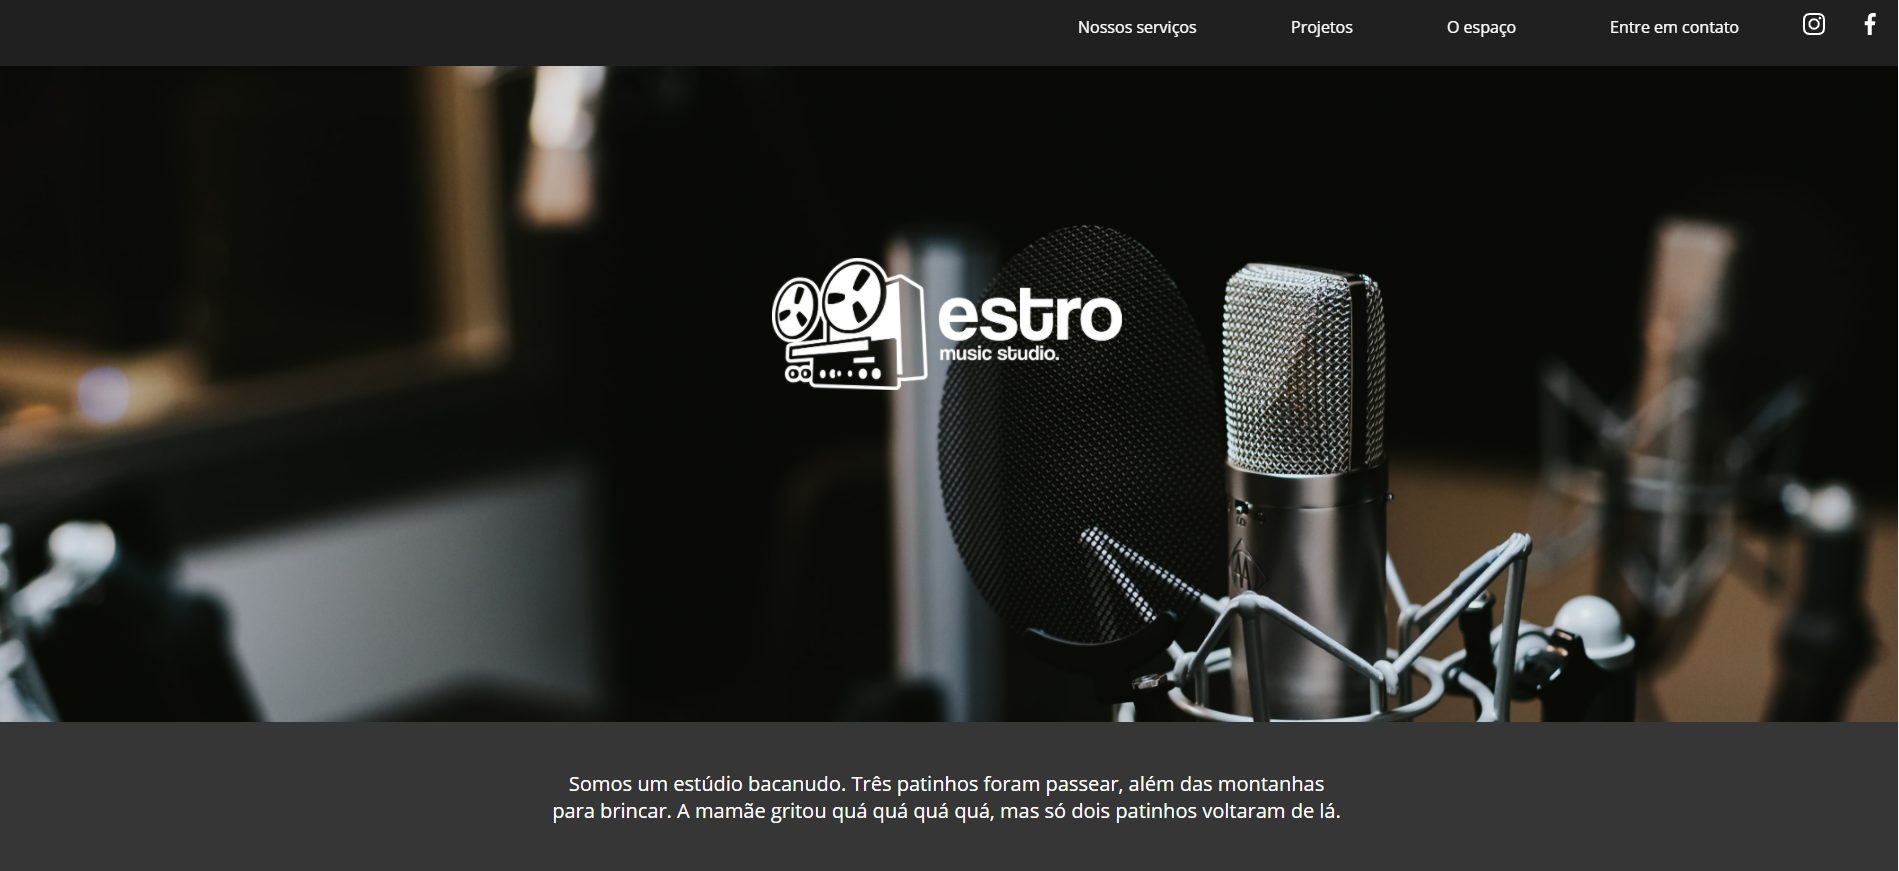 Nossos serviços Projetos O espaço Entre em contato
estro
music studio.
Somos um estúdio bacanudo. Três patinhos foram passear, além das montanhas
para brincar. A mamãe gritou quá quá quá quá, mas só dois patinhos voltaram de lá.